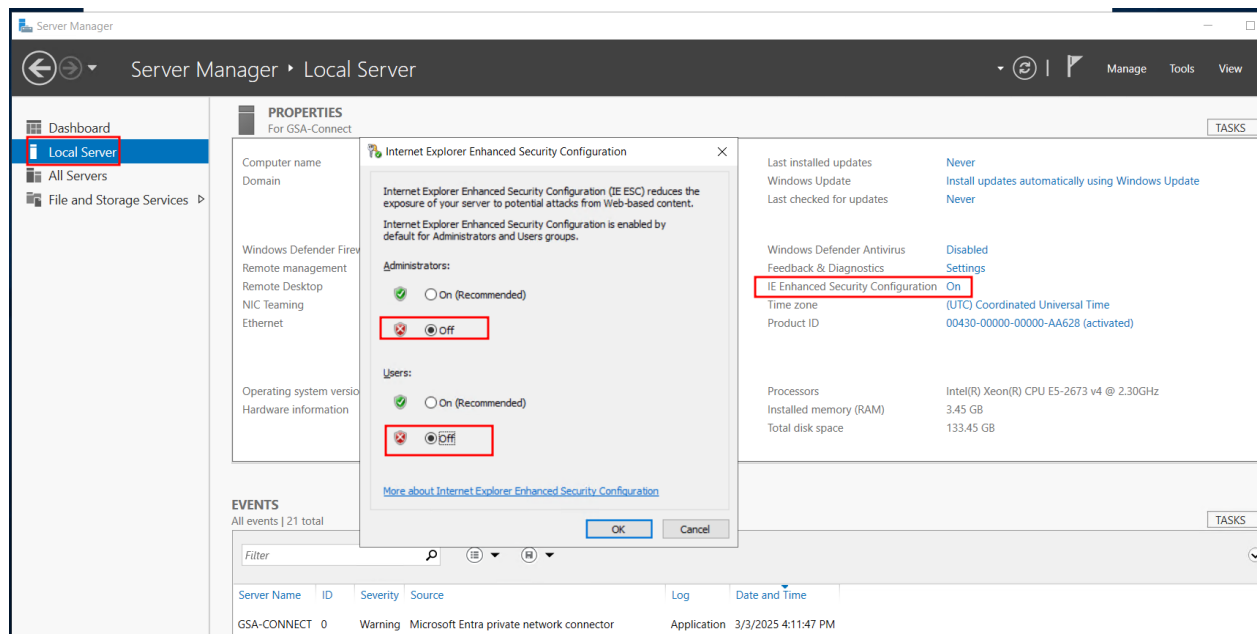 Server Manager
Server Manager ‣ Local Server
Manage Tools View
Dashboard
Local Server
All Servers
File and Storage Services
PROPERTIES
For GSA-Connect
TASKS
Computer name
Domain
Windows Defender Firew
Remote management
Remote Desktop
NIC Teaming
Ethernet
Operating system versio
Hardware information
Internet Explorer Enhanced Security Configuration
Internet Explorer Enhanced Security Configuration (IE ESC) reduces the
exposure of your server to potential attacks from Web-based content.
Internet Explorer Enhanced Security Configuration is enabled by
default for Administrators and Users groups.
Administrators:
On (Recommended)
Off
Users:
On (Recommended)
Off
More about Internet Explorer Enhanced Security Configuration
OK Cancel
Last installed updates Never
Windows Update Install updates automatically using Windows Update
Last checked for updates Never
Windows Defender Antivirus Disabled
Feedback & Diagnostics Settings
IE Enhanced Security Configuration On
Time zone (UTC) Coordinated Universal Time
Product ID 00430-00000-00000-AA628 (activated)
Processors Intel(R) Xeon(R) CPU E5-2673 v4 @ 2.30GHz
Installed memory (RAM) 3.45 GB
Total disk space 133.45 GB
EVENTS
All events | 21 total
TASKS
Filter
Server Name ID Severity Source Log Date and Time
GSA-CONNECT 0 Warning Microsoft Entra private network connector Application 3/3/2025 4:11:47 PM